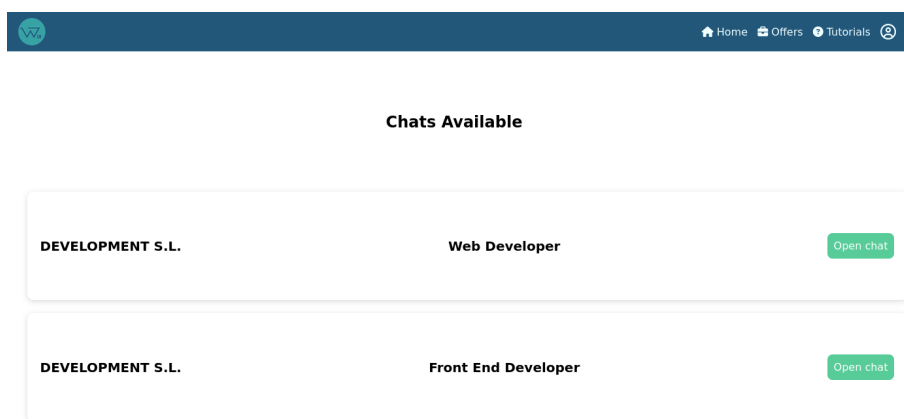 Home Offers Tutorials
Chats Available
DEVELOPMENT S.L. Web Developer Open chat
DEVELOPMENT S.L. Front End Developer Open chat